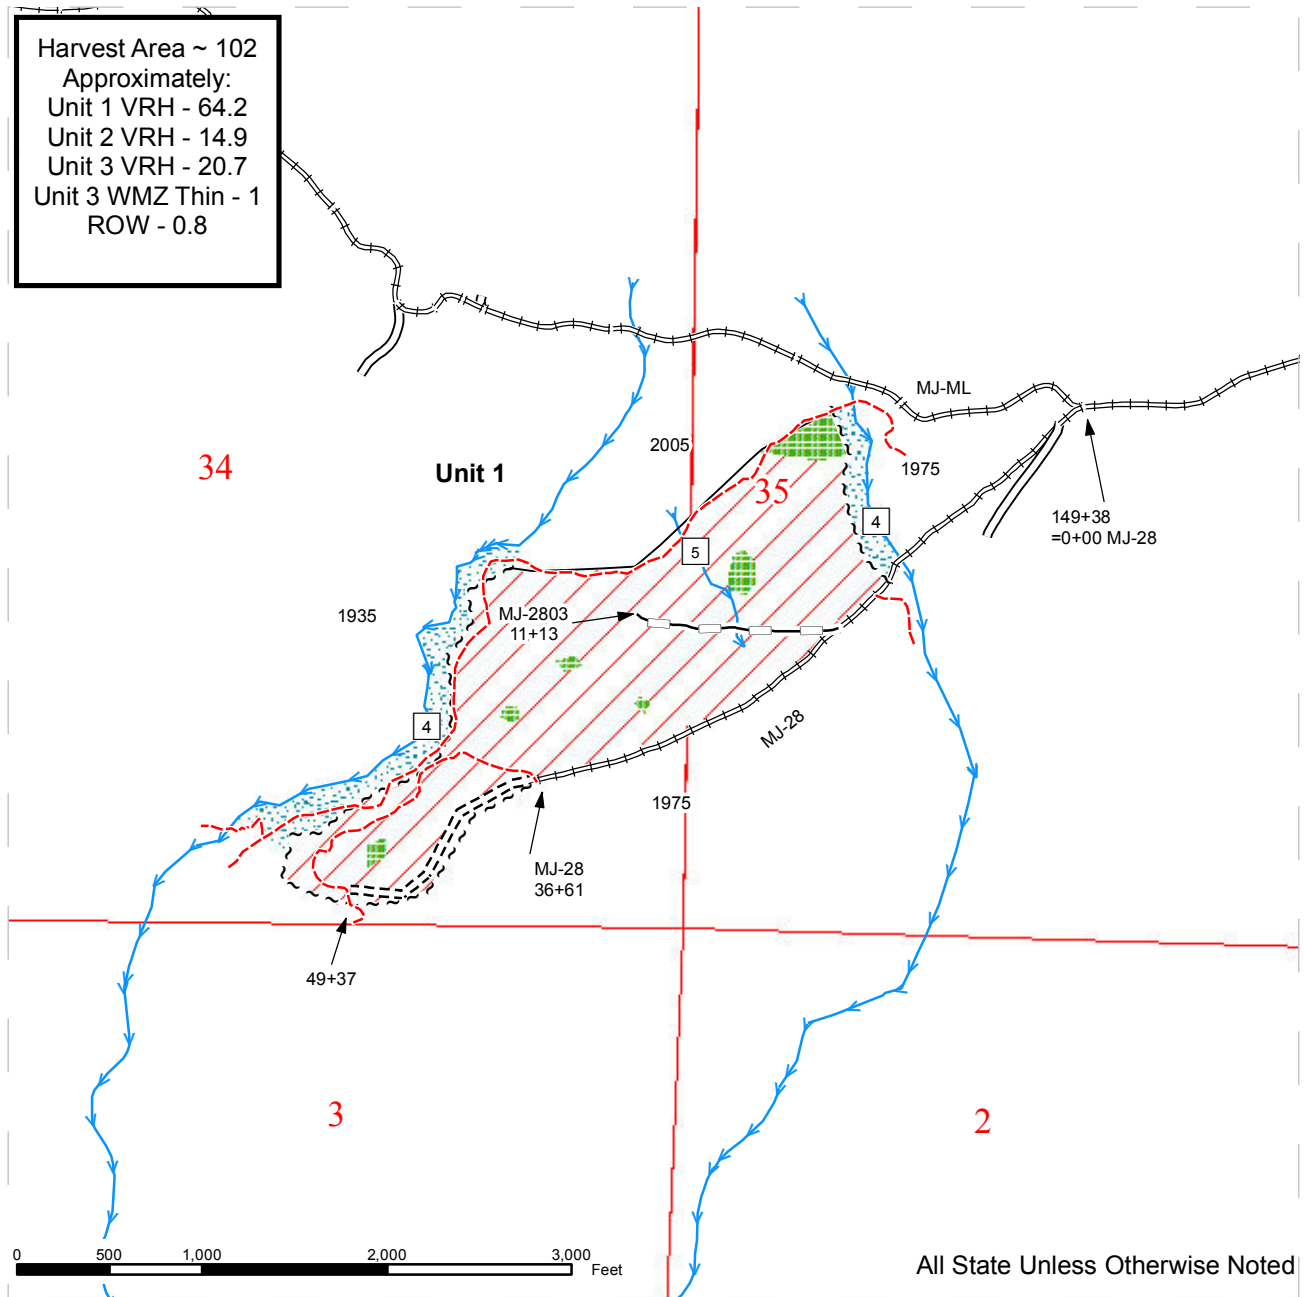 Harvest Area ~ 102
Approximately:
Unit 1 VRH - 64.2
Unit 2 VRH - 14.9
Unit 3 VRH - 20.7
Unit 3 WMZ Thin - 1
ROW - 0.8
MJ-ML
2005
34
Unit 1
35
1975
4
149+38
=0+00 MJ-28
5
1935
MJ-2803
11+13
4
MJ-28
1975
MJ-28
36+61
49+37
3
2
0 500 1,000 2,000 3,000
Feet
All State Unless Otherwise Noted